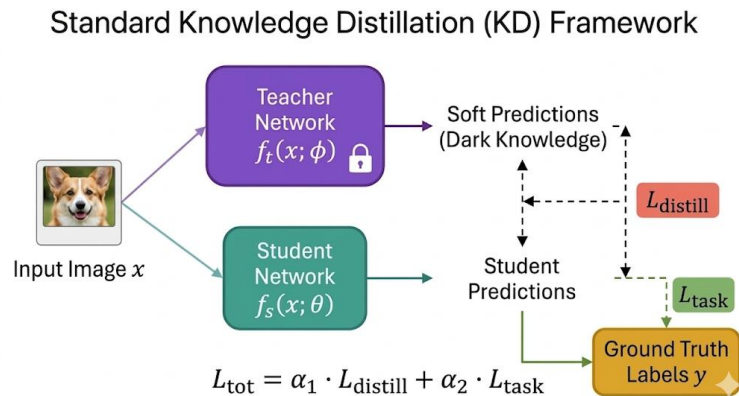 Standard Knowledge Distillation (KD) Framework
Teacher
Network
f_t(x; ϕ)
Soft Predictions
(Dark Knowledge)
L_distill
Input Image x
Student
Network
f_s(x; θ)
Student
Predictions
L_task
Ground Truth
Labels y
L_tot = α_1 · L_distill + α_2 · L_task